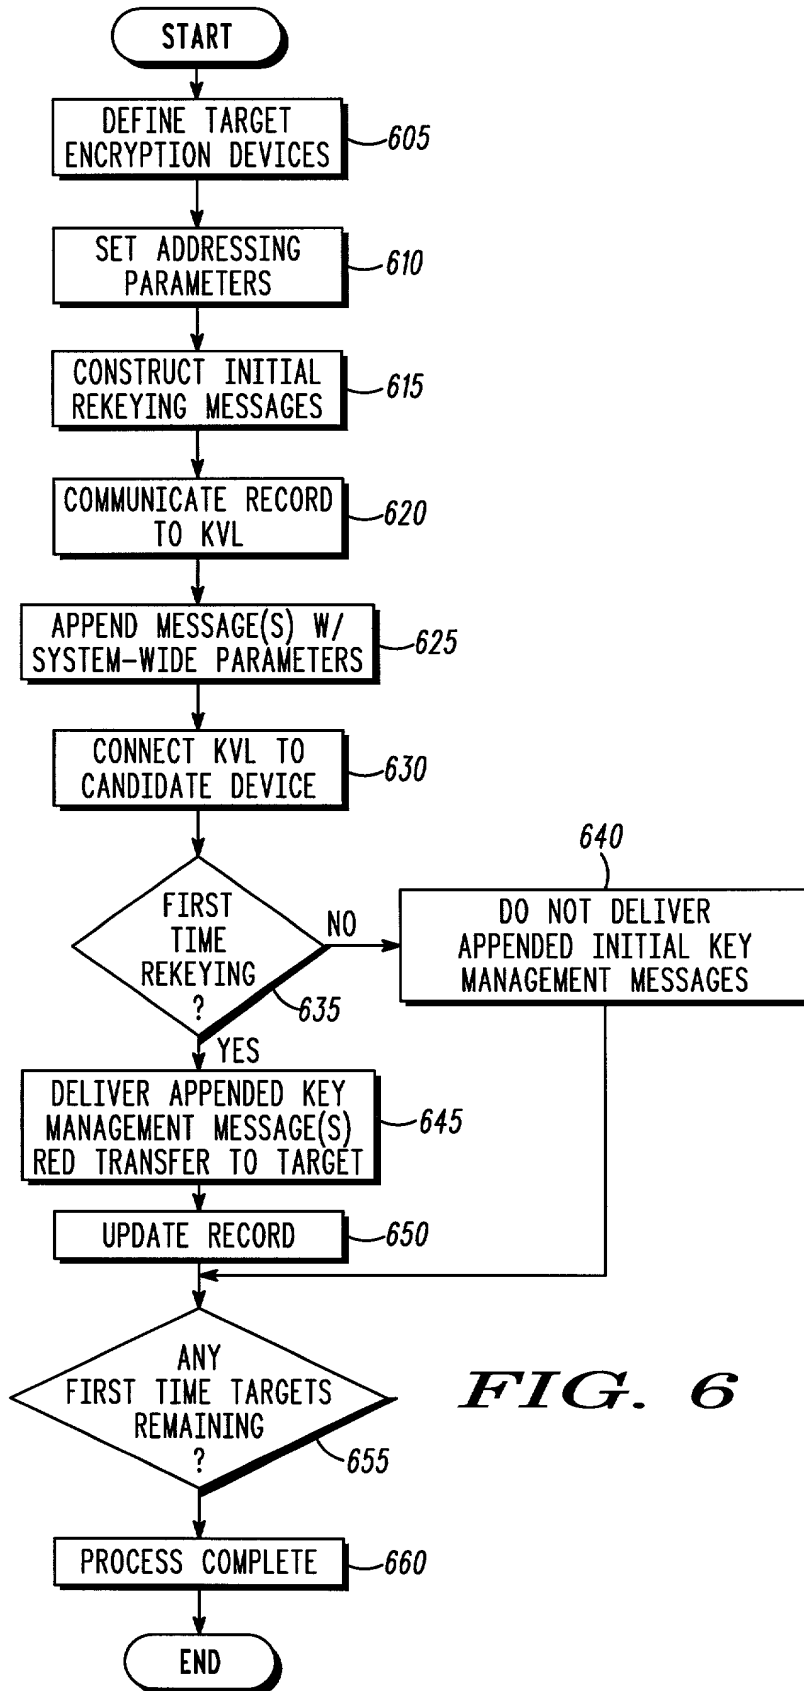 START
DEFINE TARGET
ENCRYPTION DEVICES
605
SET ADDRESSING
PARAMETERS
610
CONSTRUCT INITIAL
REKEYING MESSAGES
615
COMMUNICATE RECORD
TO KVL
620
APPEND MESSAGE(S) W/
SYSTEM-WIDE PARAMETERS
625
CONNECT KVL TO
CANDIDATE DEVICE
630
FIRST
TIME
REKEYING
?
635
NO
640
DO NOT DELIVER
APPENDED INITIAL KEY
MANAGEMENT MESSAGES
YES
DELIVER APPENDED KEY
MANAGEMENT MESSAGE(S)
RED TRANSFER TO TARGET
645
UPDATE RECORD
650
ANY
FIRST TIME TARGETS
REMAINING
?
655
FIG. 6
PROCESS COMPLETE
660
END